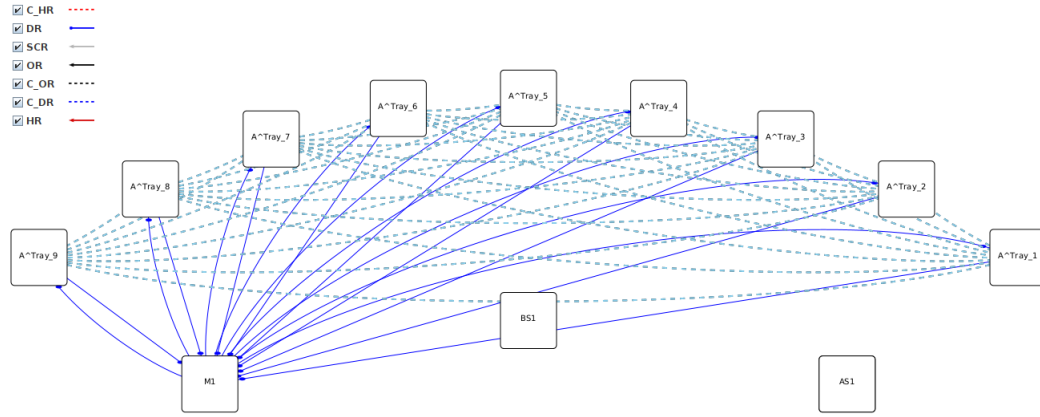 C_HR
DR
SCR
OR
C_OR
C_DR
HR
A^Tray_5
A^Tray_6
A^Tray_4
A^Tray_7
A^Tray_3
A^Tray_8
A^Tray_2
A^Tray_9
A^Tray_1
BS1
M1
AS1